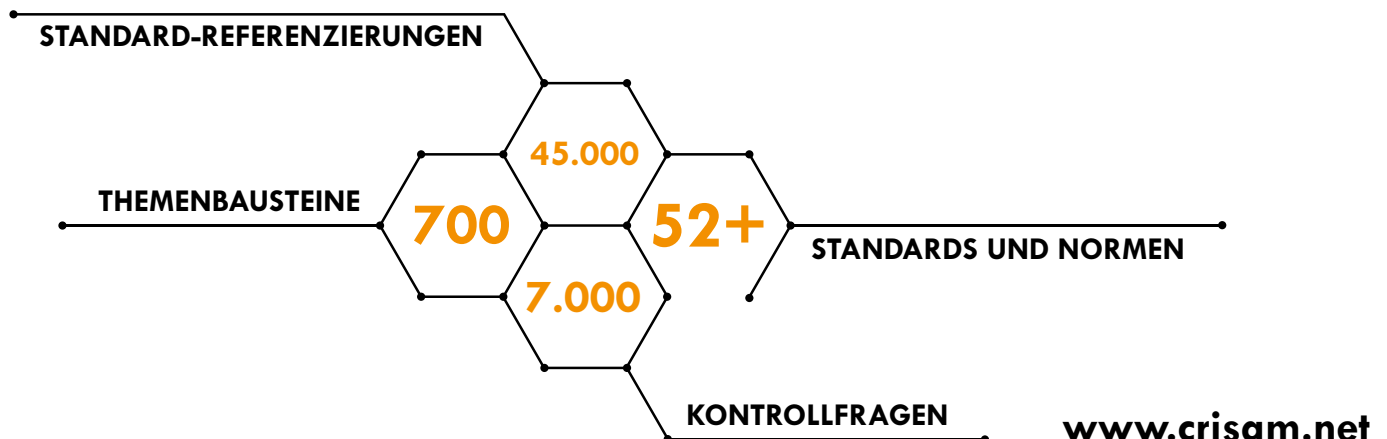 STANDARD-REFERENZIERUNGEN
45.000
THEMENBAUSTEINE
700
52+
STANDARDS UND NORMEN
7.000
KONTROLLFRAGEN
www.crisam.net